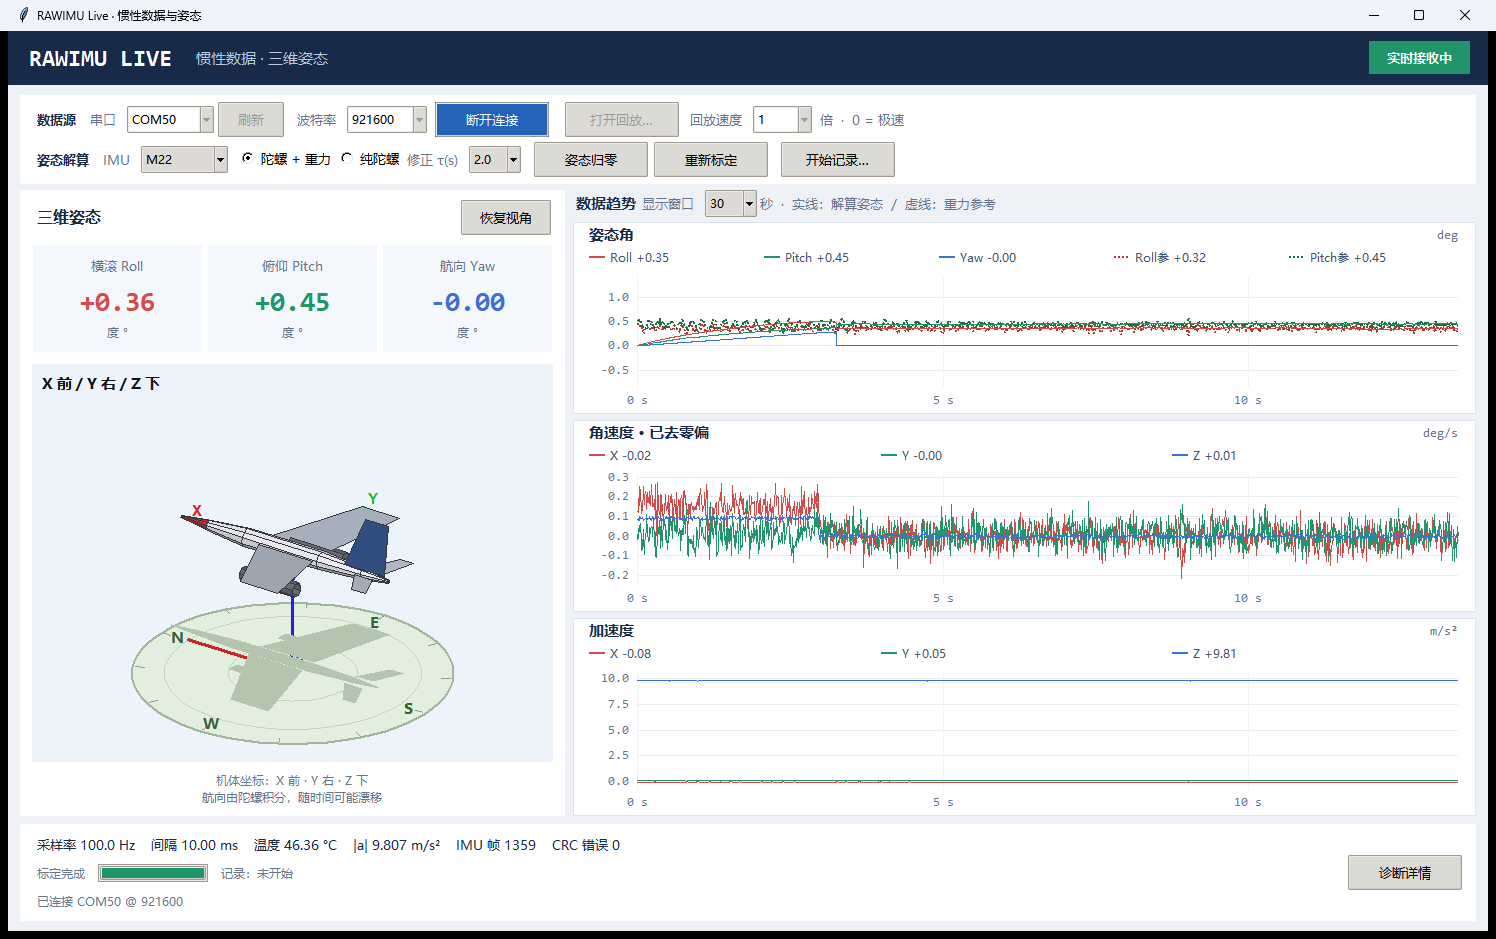 RAWIMU Live · 惯性数据与姿态
RAWIMU LIVE 惯性数据 · 三维姿态 实时接收中
数据源 串口 COM50 刷新 波特率 921600 断开连接 打开回放... 回放速度 1 倍 · 0 = 极速
姿态解算 IMU M22 陀螺 + 重力 纯陀螺 修正 τ(s) 2.0 姿态归零 重新标定 开始记录...
三维姿态 恢复视角
横滚 Roll 俯仰 Pitch 航向 Yaw
+0.36 +0.45 -0.00
度 ° 度 ° 度 °
X 前 / Y 右 / Z 下
X
Y
N
E
W
S
机体坐标：X 前 · Y 右 · Z 下
航向由陀螺积分，随时间可能漂移
数据趋势 显示窗口 30 秒 · 实线：解算姿态 / 虚线：重力参考
姿态角 deg
Roll +0.35 Pitch +0.45 Yaw -0.00 Roll参 +0.32 Pitch参 +0.45
1.0
0.5
0.0
-0.5
0 s 5 s 10 s
角速度 • 已去零偏 deg/s
X -0.02 Y -0.00 Z +0.01
0.3
0.2
0.1
0.0
-0.1
-0.2
0 s 5 s 10 s
加速度 m/s²
X -0.08 Y +0.05 Z +9.81
10.0
7.5
5.0
2.5
0.0
0 s 5 s 10 s
采样率 100.0 Hz 间隔 10.00 ms 温度 46.36 °C |a| 9.807 m/s² IMU 帧 1359 CRC 错误 0
标定完成 记录：未开始 诊断详情
已连接 COM50 @ 921600